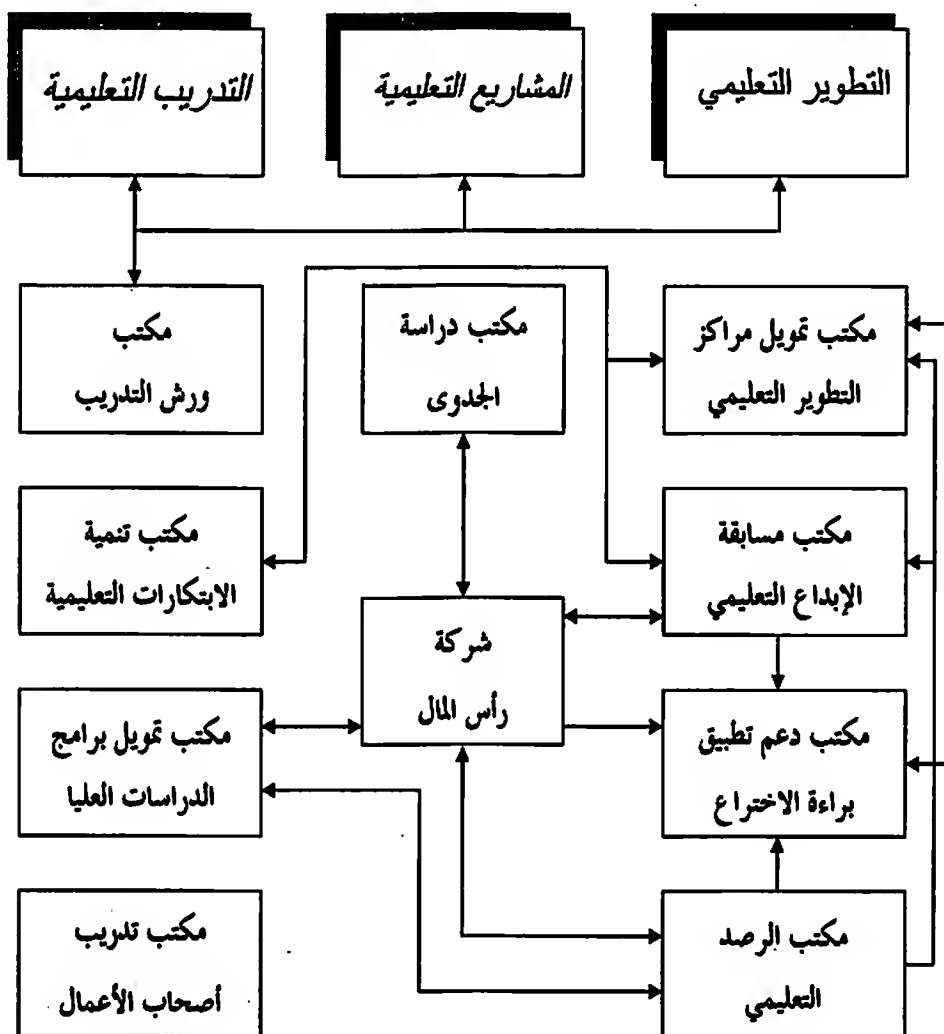 التطوير التعليمي
المشاريع التعليمية
التدريب التعليمية
مكتب تمويل مراكز
التطوير التعليمي
مكتب دراسة
الجدوى
مكتب
ورش التدريب
مكتب مسابقة
الإبداع التعليمي
مكتب تنمية
الابتكارات التعليمية
شركة
رأس المال
مكتب دعم تطبيق
براءة الاختراع
مكتب تمويل برامج
الدراسات العليا
مكتب الرصد
التعليمي
مكتب تدريب
أصحاب الأعمال